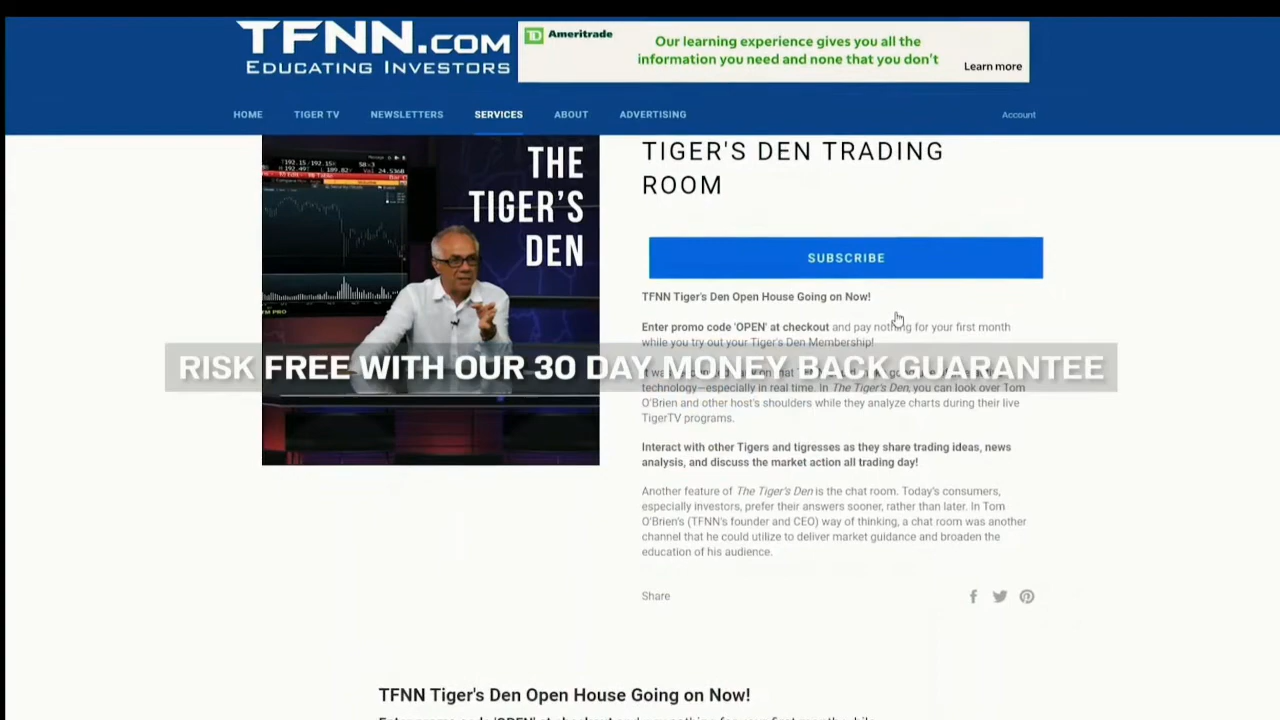 TFNN.COM
EDUCATING INVESTORS
Ameritrade
Our learning experience gives you all the
information you need and none that you don't
Learn more
HOME
TIGER TV
NEWSLETTERS
SERVICES
ABOUT
ADVERTISING
Account
THE
TIGER'S
DEN
TIGER'S DEN TRADING
ROOM
SUBSCRIBE
TFNN Tiger's Den Open House Going on Now!
Enter promo code 'OPEN' at checkout and pay nothing for your first month
while you try out your Tiger's Den Membership!
RISK FREE WITH OUR 30 DAY MONEY BACK GUARANTEE
technology—especially in real time. In The Tiger's Den, you can look over Tom
O'Brien and other host's shoulders while they analyze charts during their live
TigerTV programs.
Interact with other Tigers and tigresses as they share trading ideas, news
analysis, and discuss the market action all trading day!
Another feature of The Tiger's Den is the chat room. Today's consumers,
especially investors, prefer their answers sooner, rather than later. In Tom
O'Brien's (TFNN's founder and CEO) way of thinking, a chat room was another
channel that he could utilize to deliver market guidance and broaden the
education of his audience.
Share
TFNN Tiger's Den Open House Going on Now!